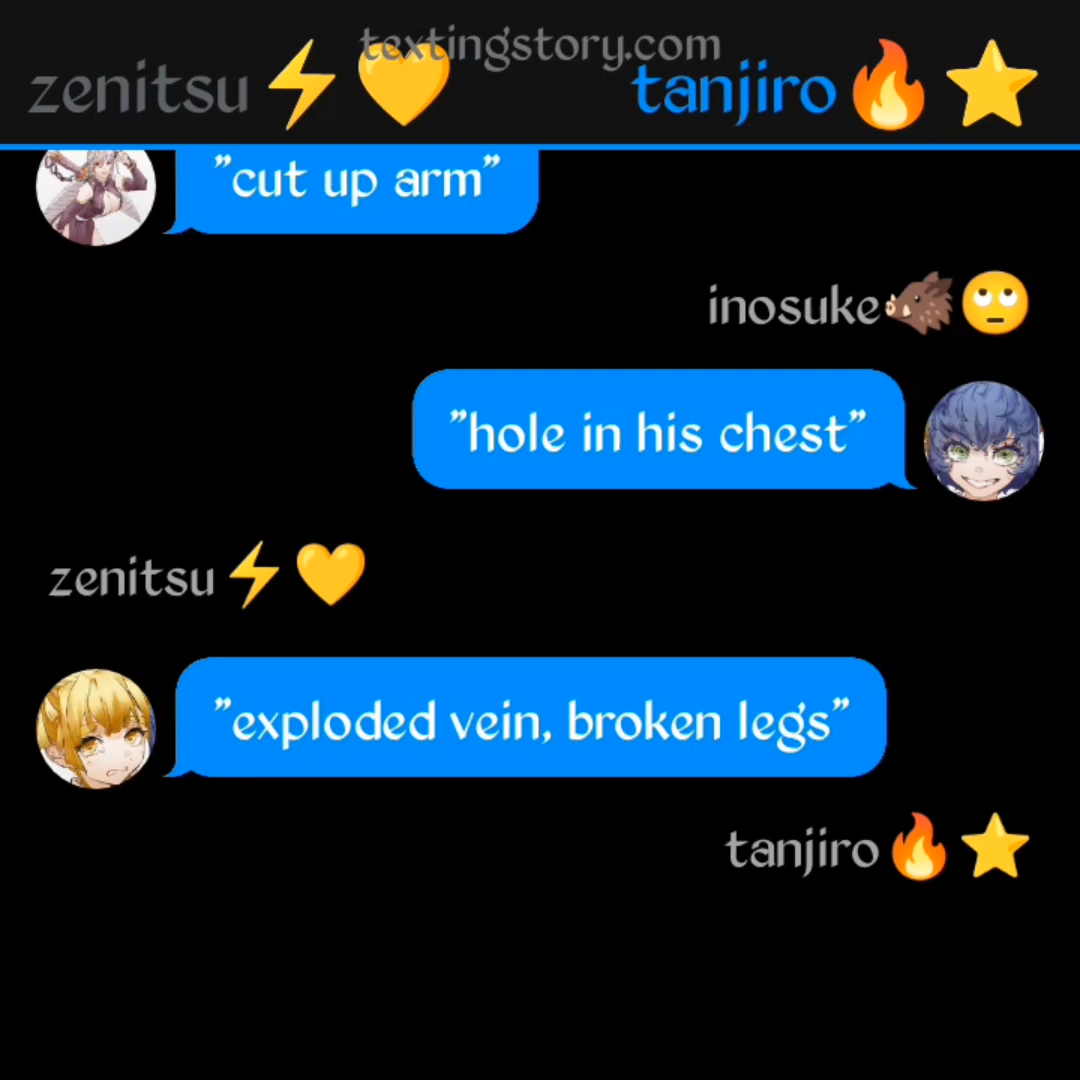 textingstory.com
zenitsu⚡💛 tanjiro🔥⭐
"cut up arm"
inosuke🐗🙄
"hole in his chest"
zenitsu⚡💛
"exploded vein, broken legs"
tanjiro🔥⭐